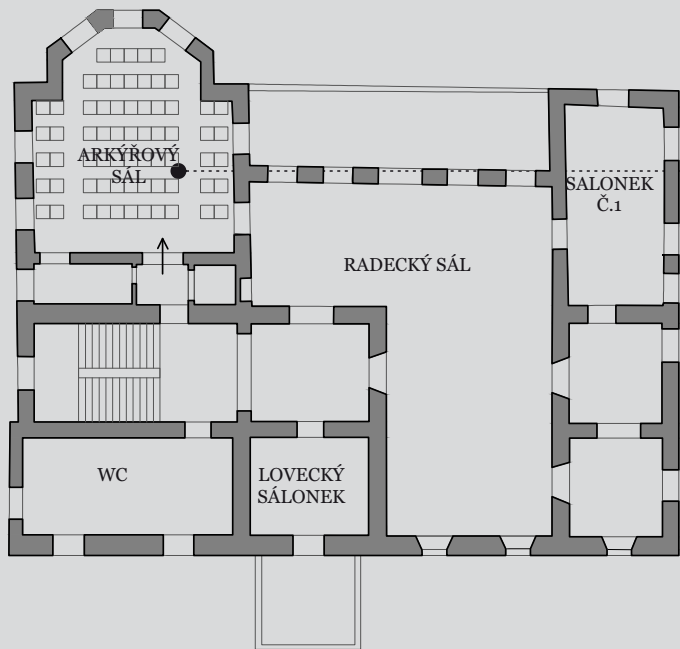 ARKÝŘOVÝ
SÁL
SALONEK
Č.1
RADECKÝ SÁL
WC
LOVECKÝ
SÁLONEK